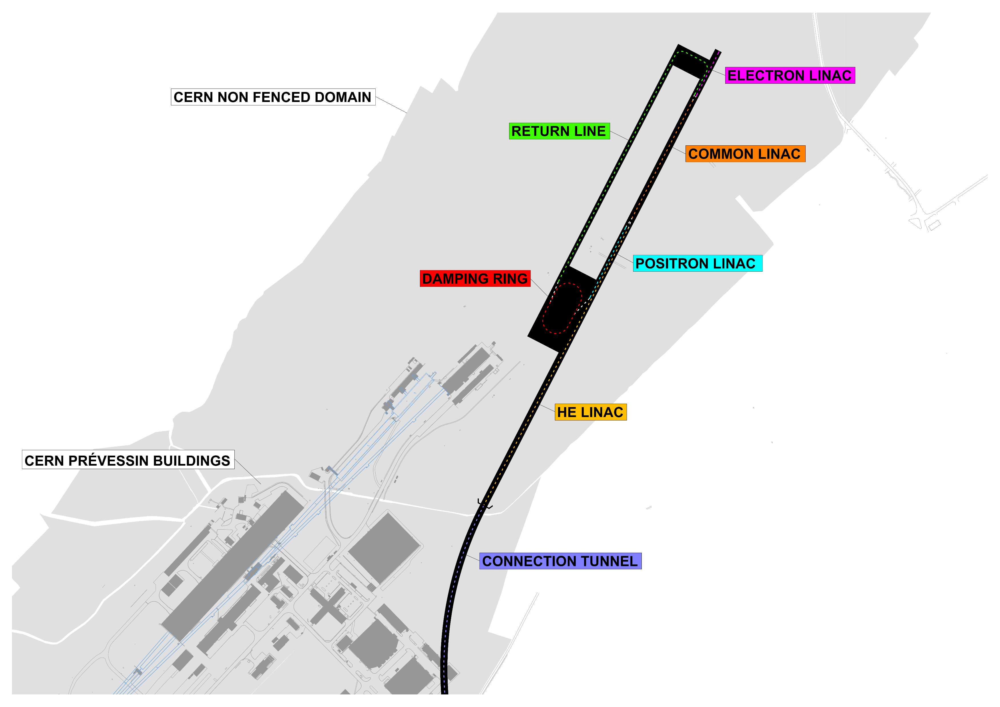 ELECTRON LINAC
CERN NON FENCED DOMAIN
RETURN LINE
COMMON LINAC
POSITRON LINAC
DAMPING RING
HE LINAC
CERN PRÉVESSIN BUILDINGS
CONNECTION TUNNEL